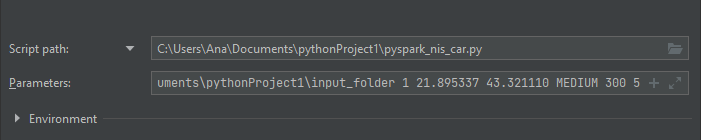 Script path: C:\Users\Ana\Documents\pythonProject1\pyspark_nis_car.py
Parameters: uments\pythonProject1\input_folder 1 21.895337 43.321110 MEDIUM 300 5
Environment